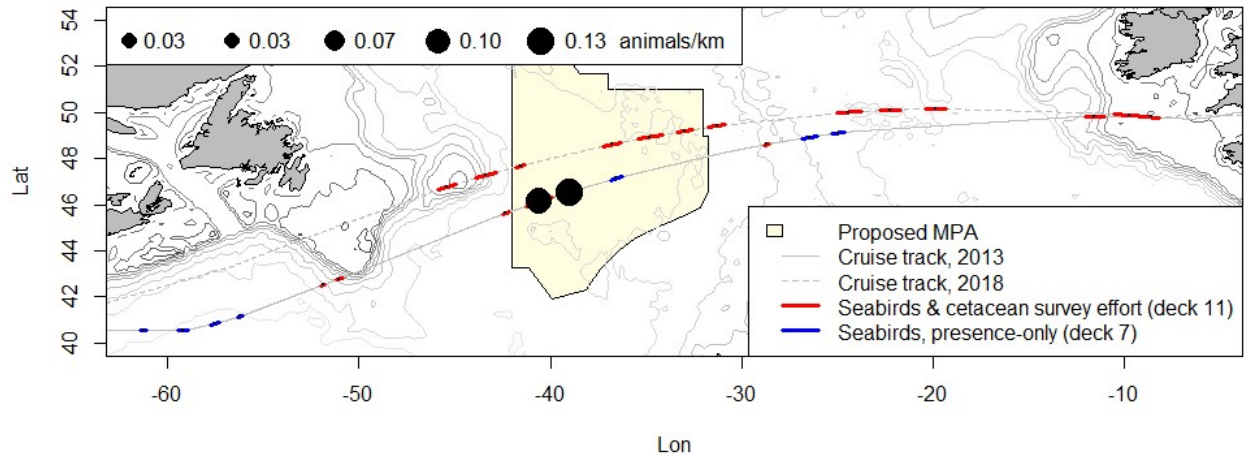 0.03 0.03 0.07 0.10 0.13 animals/km
54
52
50
48
46
44
42
40
Lat
Proposed MPA
Cruise track, 2013
Cruise track, 2018
Seabirds & cetacean survey effort (deck 11)
Seabirds, presence-only (deck 7)
-60 -50 -40 -30 -20 -10
Lon